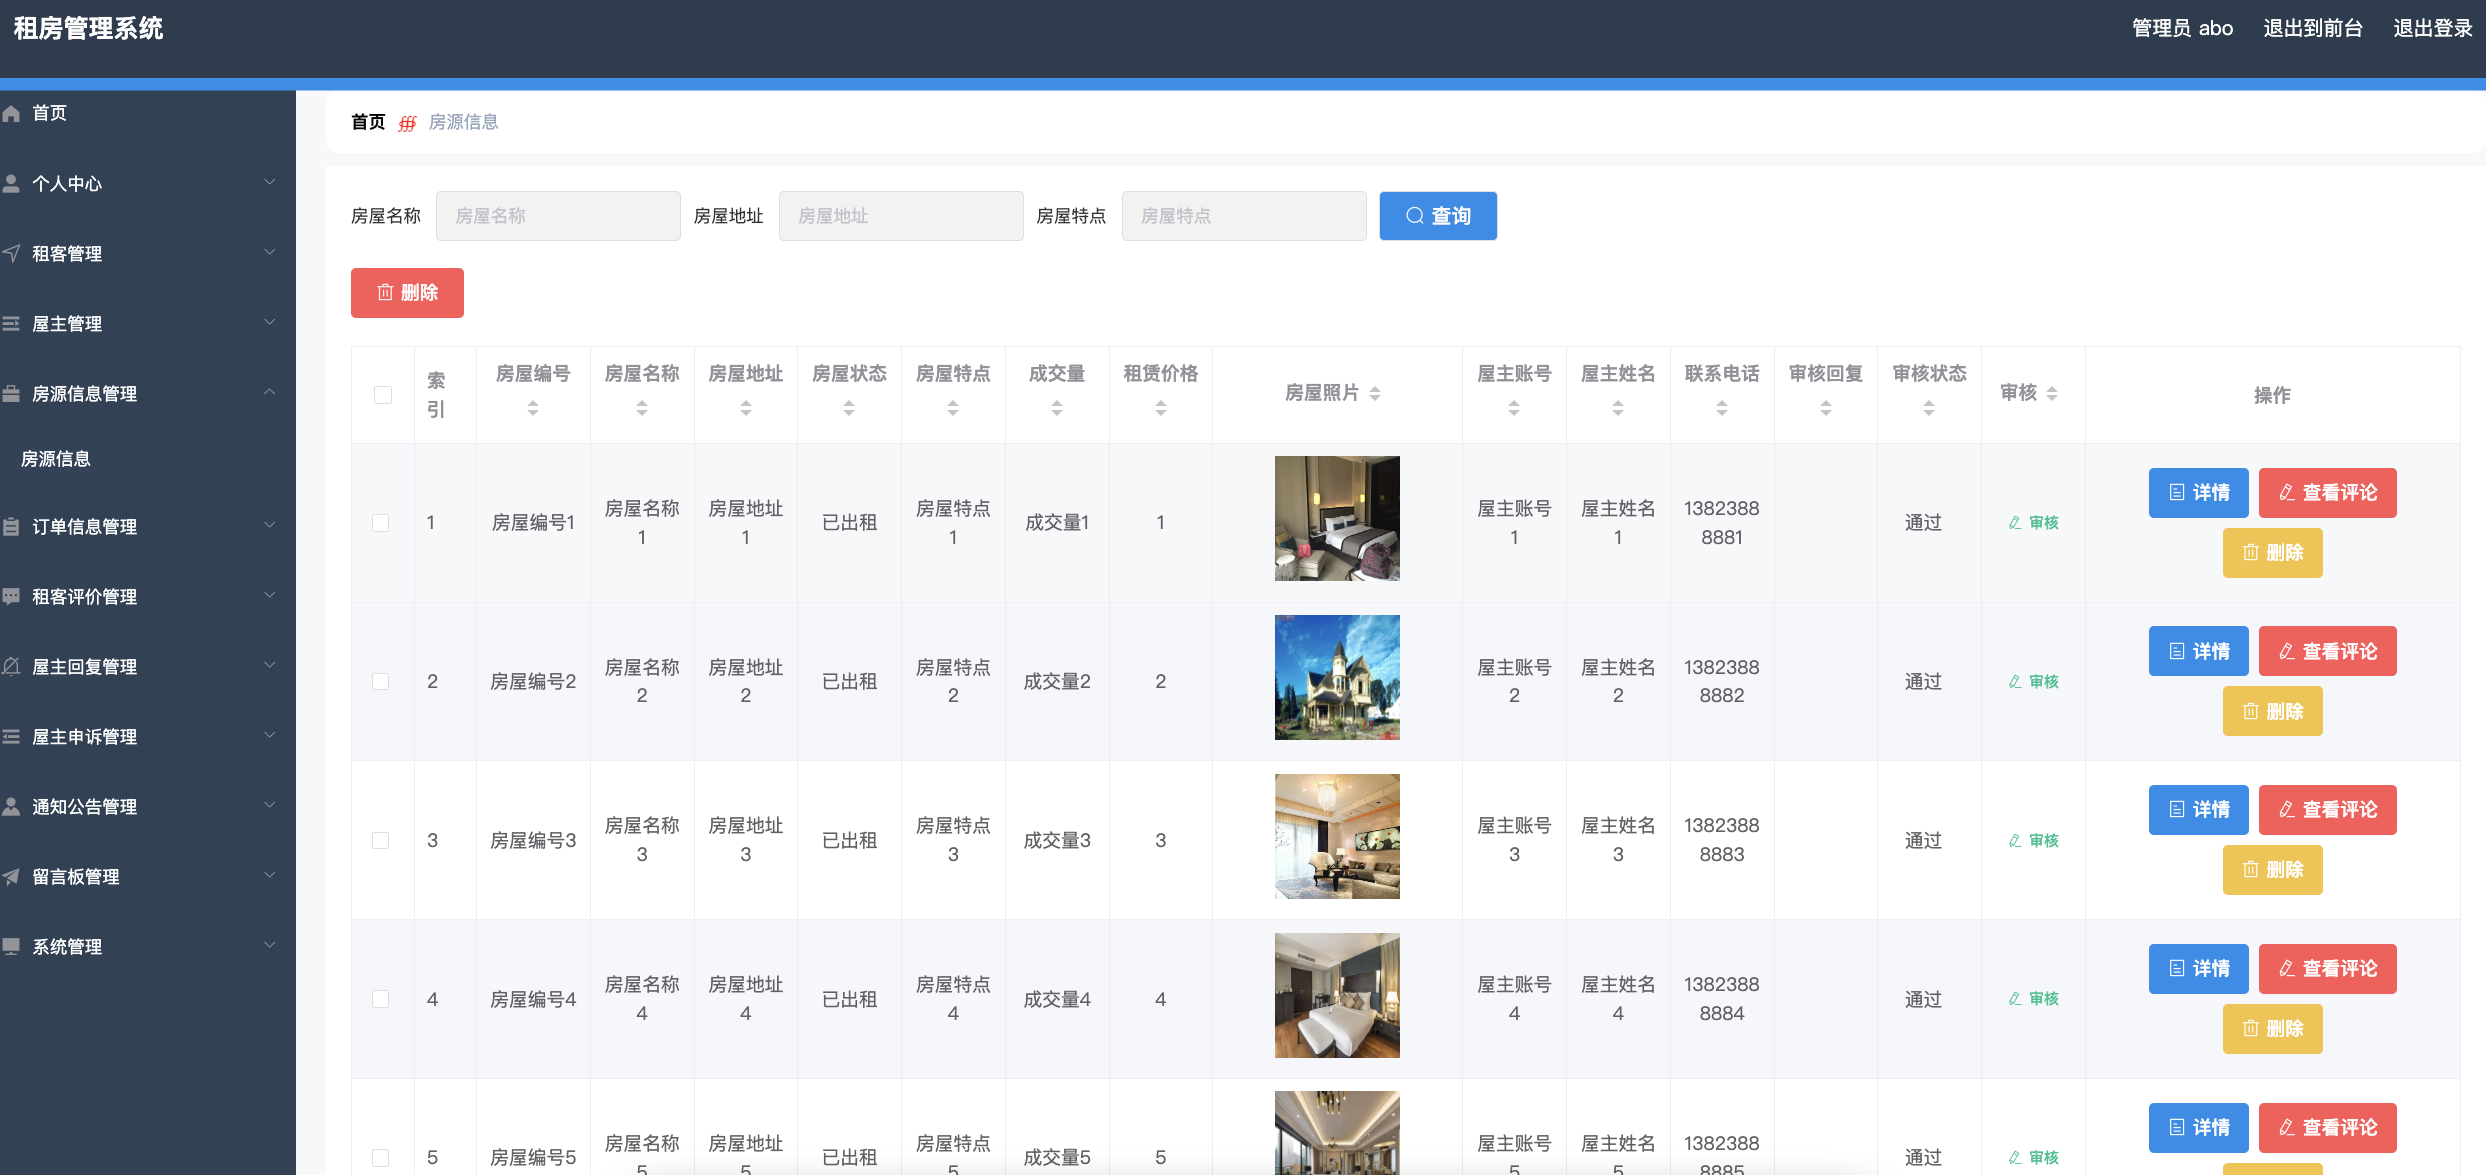 租房管理系统
管理员 abo 退出到前台 退出登录
首页
个人中心
租客管理
屋主管理
房源信息管理
房源信息
订单信息管理
租客评价管理
屋主回复管理
屋主申诉管理
通知公告管理
留言板管理
系统管理
首页 房源信息
房屋名称 房屋名称 房屋地址 房屋地址 房屋特点 房屋特点 查询
删除
索引 房屋编号 房屋名称 房屋地址 房屋状态 房屋特点 成交量 租赁价格 房屋照片 屋主账号 屋主姓名 联系电话 审核回复 审核状态 审核 操作
1 房屋编号1 房屋名称1 房屋地址1 已出租 房屋特点1 成交量1 1 屋主账号1 屋主姓名1 13823888881 通过 审核 详情 查看评论 删除
2 房屋编号2 房屋名称2 房屋地址2 已出租 房屋特点2 成交量2 2 屋主账号2 屋主姓名2 13823888882 通过 审核 详情 查看评论 删除
3 房屋编号3 房屋名称3 房屋地址3 已出租 房屋特点3 成交量3 3 屋主账号3 屋主姓名3 13823888883 通过 审核 详情 查看评论 删除
4 房屋编号4 房屋名称4 房屋地址4 已出租 房屋特点4 成交量4 4 屋主账号4 屋主姓名4 13823888884 通过 审核 详情 查看评论 删除
5 房屋编号5 房屋名称5 房屋地址5 已出租 房屋特点5 成交量5 5 屋主账号5 屋主姓名5 13823888885 通过 审核 详情 查看评论